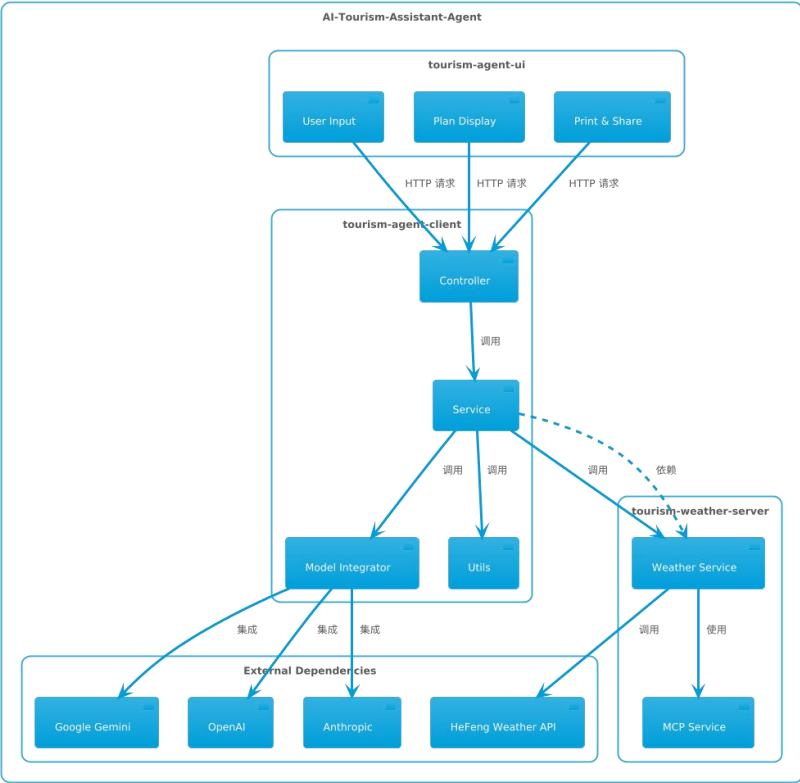 AI-Tourism-Assistant-Agent
tourism-agent-ui
User Input
Plan Display
Print & Share
HTTP 请求
HTTP 请求
HTTP 请求
tourism-agent-client
Controller
调用
Service
调用
调用
调用
依赖
tourism-weather-server
Model Integrator
Utils
Weather Service
集成
集成
集成
调用
使用
External Dependencies
Google Gemini
OpenAI
Anthropic
HeFeng Weather API
MCP Service